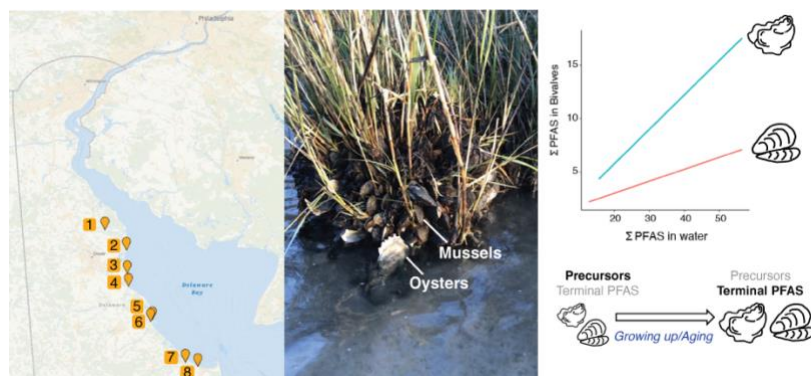 Philadelphia
1
2
3
4
5
6
7
8
Delaware
Bay
Mussels
Oysters
Σ PFAS in Bivalves
15
10
5
20
30
40
50
Σ PFAS in water
Precursors
Terminal PFAS
Growing up/Aging
Precursors
Terminal PFAS